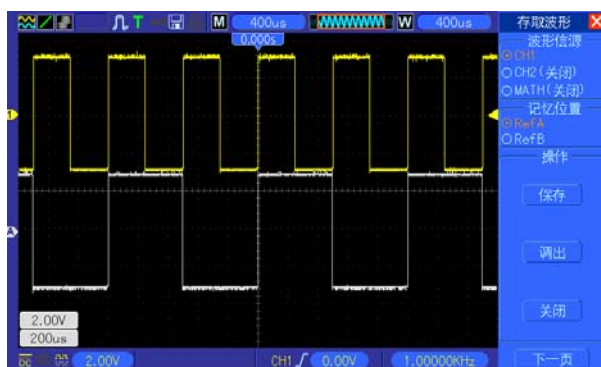 T M 400us W 400us 存取波形
0.000s
波形信源
CH1
CH2(关闭)
MATH(关闭)
记忆位置
RefA
RefB
操作
保存
调出
关闭
下一页
1
A
2.00V
200us
DC 2.00V CH1 0.00V 1.00000KHz